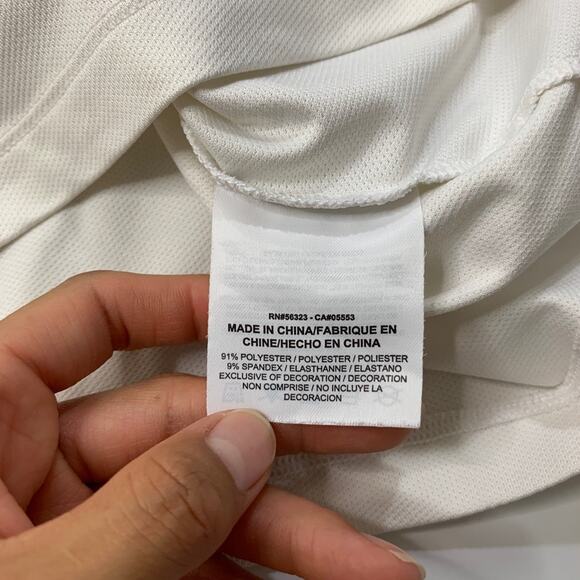 RN#56323 - CA#05553
MADE IN CHINA/FABRIQUE EN
CHINE/HECHO EN CHINA
91% POLYESTER / POLYESTER / POLIESTER
9% SPANDEX / ELASTHANNE / ELASTANO
EXCLUSIVE OF DECORATION / DECORATION
NON COMPRISE / NO INCLUYE LA
DECORACION